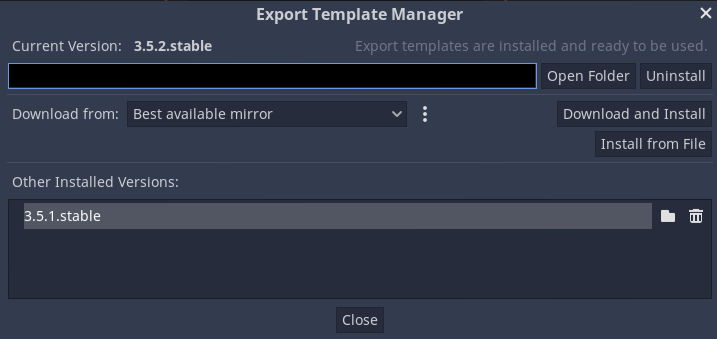 Export Template Manager
Current Version: 3.5.2.stable Export templates are installed and ready to be used.
Open Folder Uninstall
Download from: Best available mirror Download and Install
Install from File
Other Installed Versions:
3.5.1.stable
Close